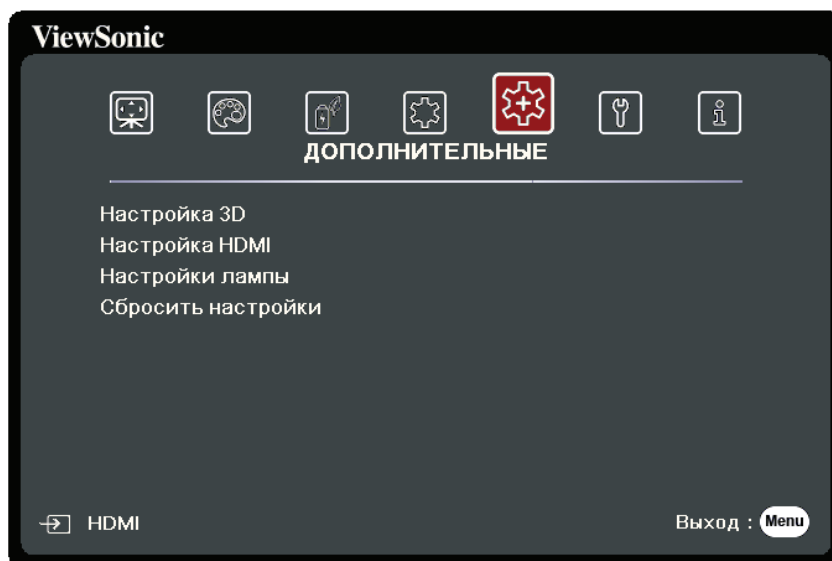 ViewSonic
ДОПОЛНИТЕЛЬНЫЕ
Настройка 3D
Настройка HDMI
Настройки лампы
Сбросить настройки
HDMI
Выход : Menu